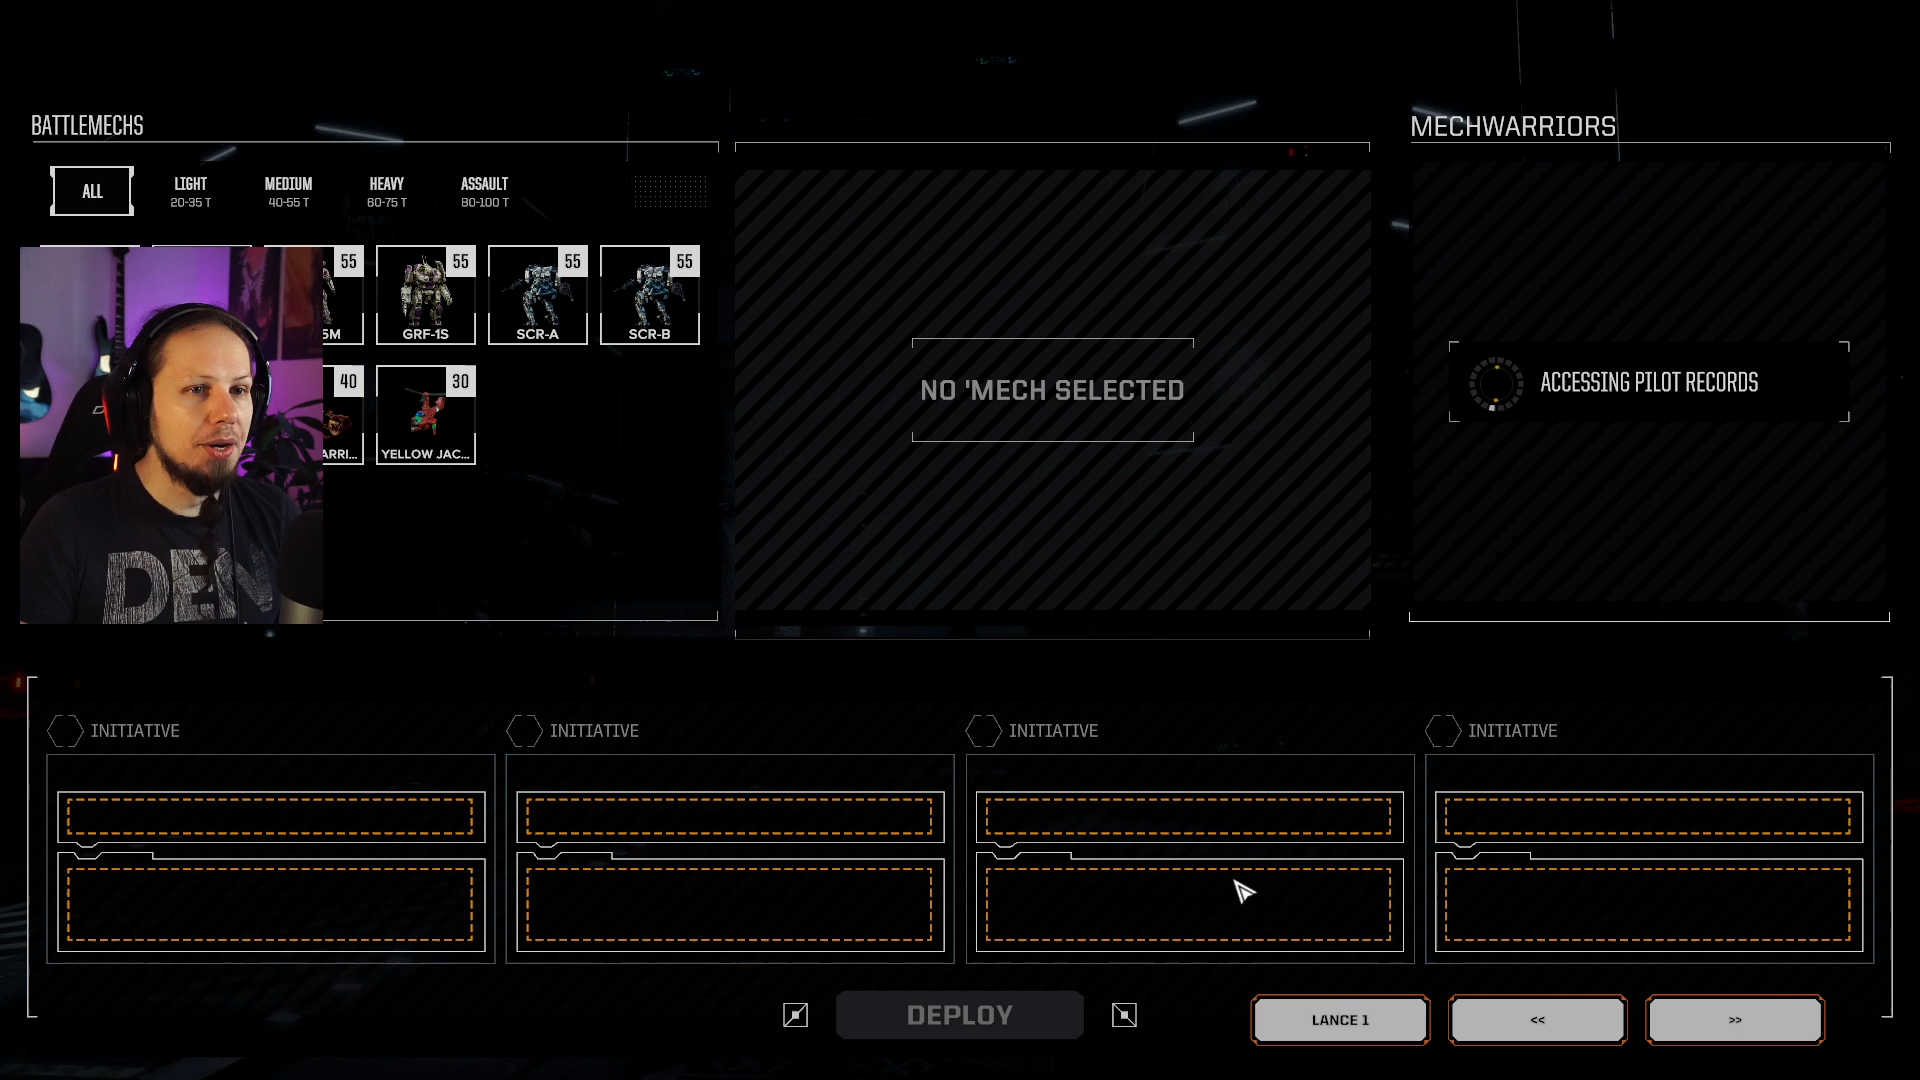 BATTLEMECHS
MECHWARRIORS
ALL
LIGHT
20-35 T
MEDIUM
40-55 T
HEAVY
60-75 T
ASSAULT
80-100 T
55
55
55
55
5M
GRF-1S
SCR-A
SCR-B
40
30
ARRI...
YELLOW JAC...
NO 'MECH SELECTED
ACCESSING PILOT RECORDS
DEN
INITIATIVE
INITIATIVE
INITIATIVE
INITIATIVE
DEPLOY
LANCE 1
<<
>>